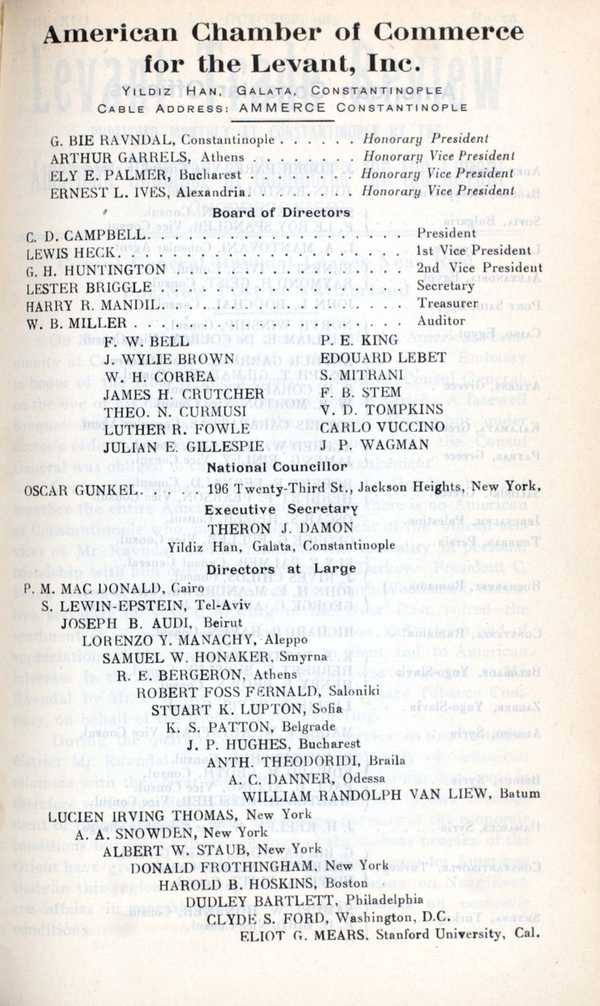 American Chamber of Commerce
for the Levant, Inc.
YILDIZ HAN, GALATA, CONSTANTINOPLE
CABLE ADDRESS: AMMERCE CONSTANTINOPLE
G. BIE RAVNDAL, Constantinople . . . . . . Honorary President
ARTHUR GARRELS, Athens . . . . . . . . Honorary Vice President
ELY E. PALMER, Bucharest . . . . . . . . Honorary Vice President
ERNEST L. IVES, Alexandria. . . . . . . . Honorary Vice President
Board of Directors
C. D. CAMPBELL. . . . . . . . . . . . . . . . . President
LEWIS HECK. . . . . . . . . . . . . . . . . . . 1st Vice President
G. H. HUNTINGTON . . . . . . . . . . . . . . . 2nd Vice President
LESTER BRIGGLE . . . . . . . . . . . . . . . . Secretary
HARRY R. MANDIL. . . . . . . . . . . . . . . . Treasurer
W. B. MILLER . . . . . . . . . . . . . . . . . Auditor
F. W. BELL P. E. KING
J. WYLIE BROWN EDOUARD LEBET
W. H. CORREA S. MITRANI
JAMES H. CRUTCHER F. B. STEM
THEO. N. CURMUSI V. D. TOMPKINS
LUTHER R. FOWLE CARLO VUCCINO
JULIAN E. GILLESPIE J. P. WAGMAN
National Councillor
OSCAR GUNKEL. . . . . 196 Twenty-Third St., Jackson Heights, New York.
Executive Secretary
THERON J. DAMON
Yildiz Han, Galata, Constantinople
Directors at Large
P. M. MAC DONALD, Cairo
S. LEWIN-EPSTEIN, Tel-Aviv
JOSEPH B. AUDI, Beirut
LORENZO Y. MANACHY, Aleppo
SAMUEL W. HONAKER, Smyrna
R. E. BERGERON, Athens
ROBERT FOSS FERNALD, Saloniki
STUART K. LUPTON, Sofia
K. S. PATTON, Belgrade
J. P. HUGHES, Bucharest
ANTH. THEODORIDI, Braila
A. C. DANNER, Odessa
WILLIAM RANDOLPH VAN LIEW, Batum
LUCIEN IRVING THOMAS, New York
A. A. SNOWDEN, New York
ALBERT W. STAUB, New York
DONALD FROTHINGHAM, New York
HAROLD B. HOSKINS, Boston
DUDLEY BARTLETT, Philadelphia
CLYDE S. FORD, Washington, D.C.
ELIOT G. MEARS, Stanford University, Cal.